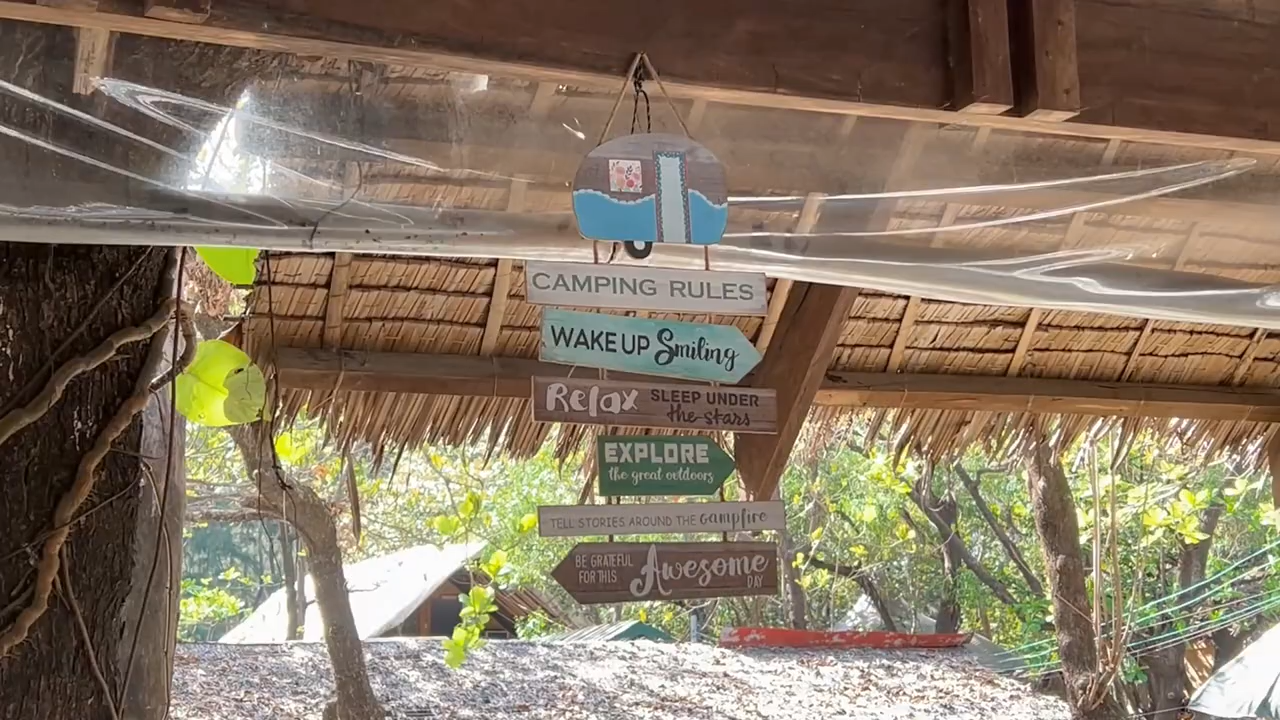 CAMPING RULES
WAKE UP Smiling
Relax SLEEP UNDER
the stars
EXPLORE
the great outdoors
TELL STORIES AROUND THE campfire
BE GRATEFUL
FOR THIS Awesome
DAY